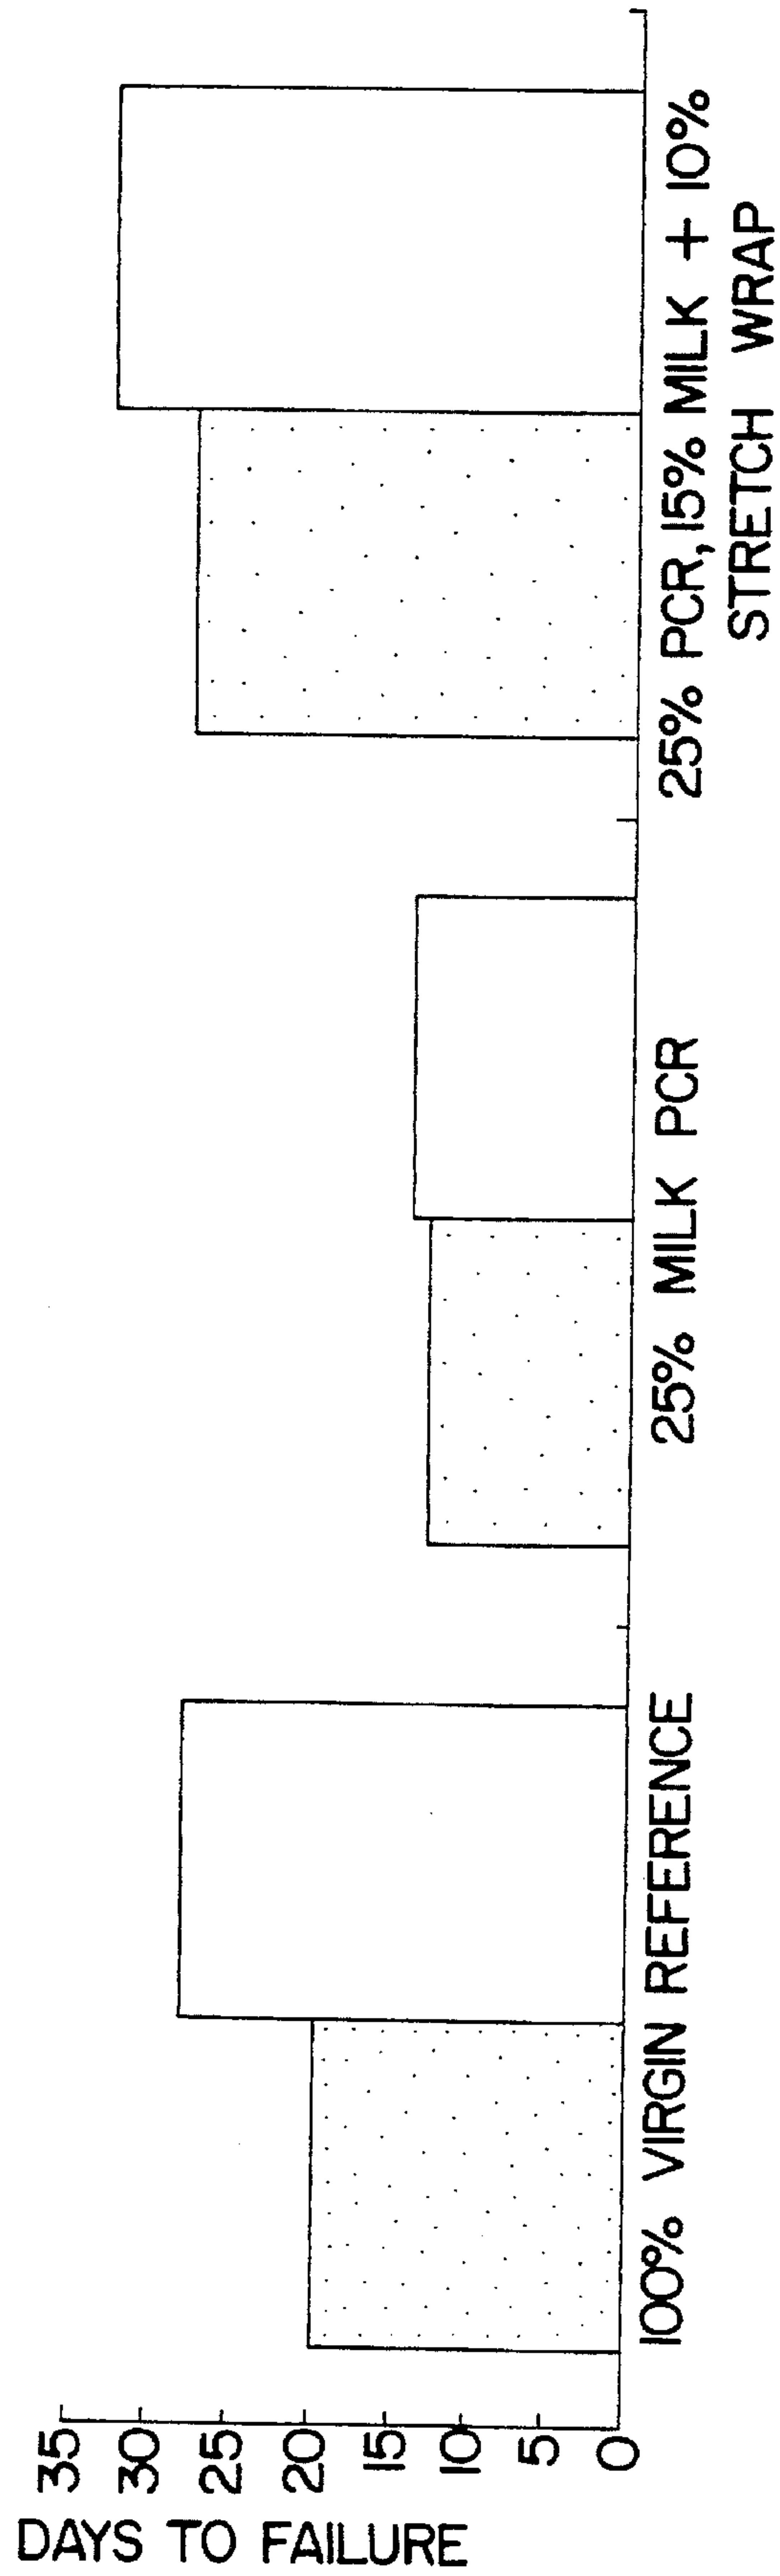 DAYS TO FAILURE
35
30
25
20
15
10
5
0
100% VIRGIN REFERENCE
25% MILK PCR
25% PCR, 15% MILK + 10%
STRETCH WRAP